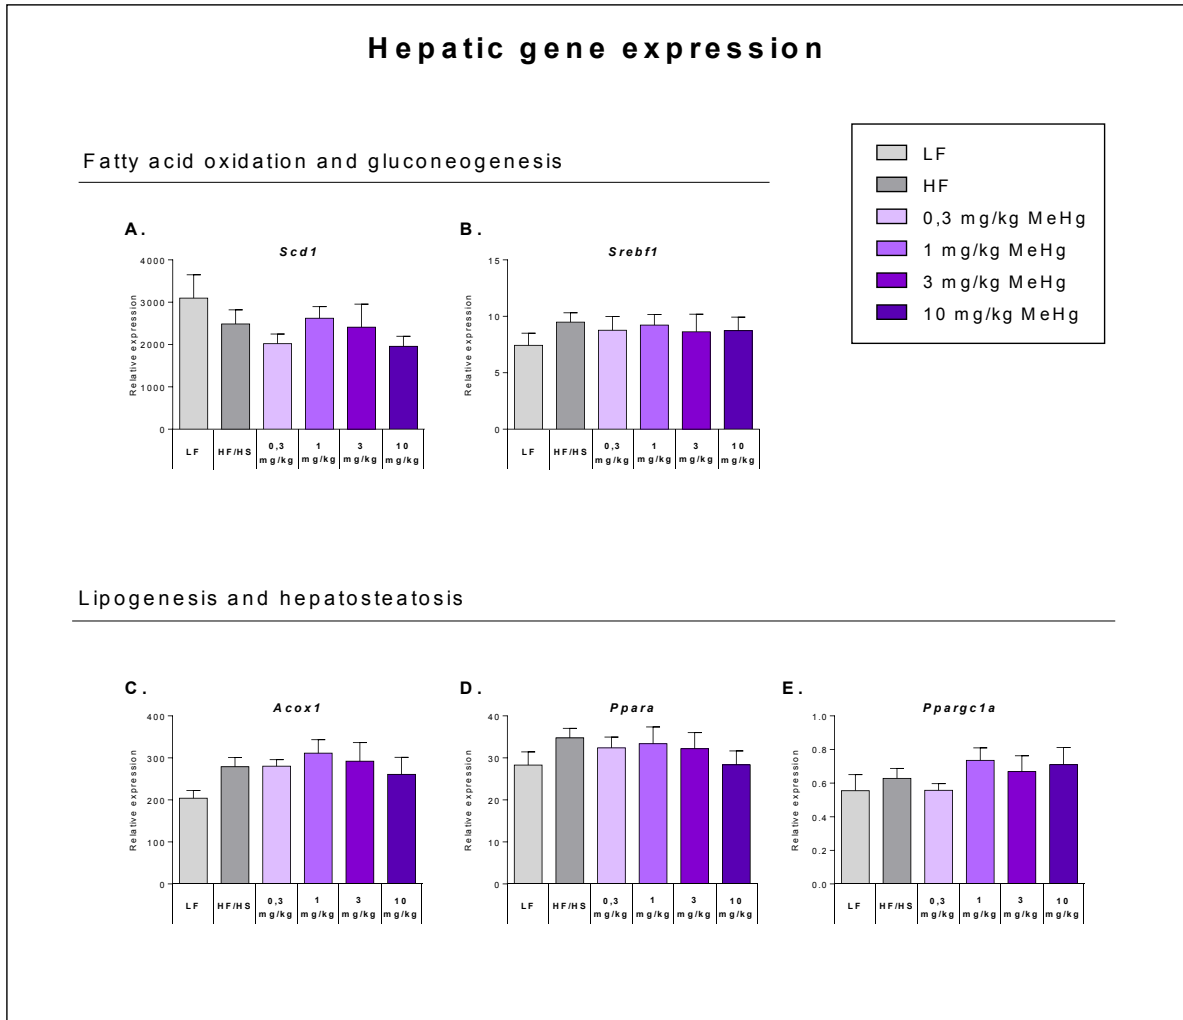 Hepatic gene expression
Fatty acid oxidation and gluconeogenesis
LF
HF
0,3 mg/kg MeHg
1 mg/kg MeHg
3 mg/kg MeHg
10 mg/kg MeHg
A.
Scd1
Relative expression
4000
3000
2000
1000
0
LF
HF/HS
0,3
mg/kg
1
mg/kg
3
mg/kg
10
mg/kg
B.
Srebf1
Relative expression
15
10
5
0
LF
HF/HS
0,3
mg/kg
1
mg/kg
3
mg/kg
10
mg/kg
Lipogenesis and hepatosteatosis
C.
Acox1
Relative expression
400
300
200
100
0
LF
HF/HS
0,3
mg/kg
1
mg/kg
3
mg/kg
10
mg/kg
D.
Ppara
Relative expression
40
30
20
10
0
LF
HF/HS
0,3
mg/kg
1
mg/kg
3
mg/kg
10
mg/kg
E.
Ppargc1a
Relative expression
1.0
0.8
0.6
0.4
0.2
0.0
LF
HF/HS
0,3
mg/kg
1
mg/kg
3
mg/kg
10
mg/kg